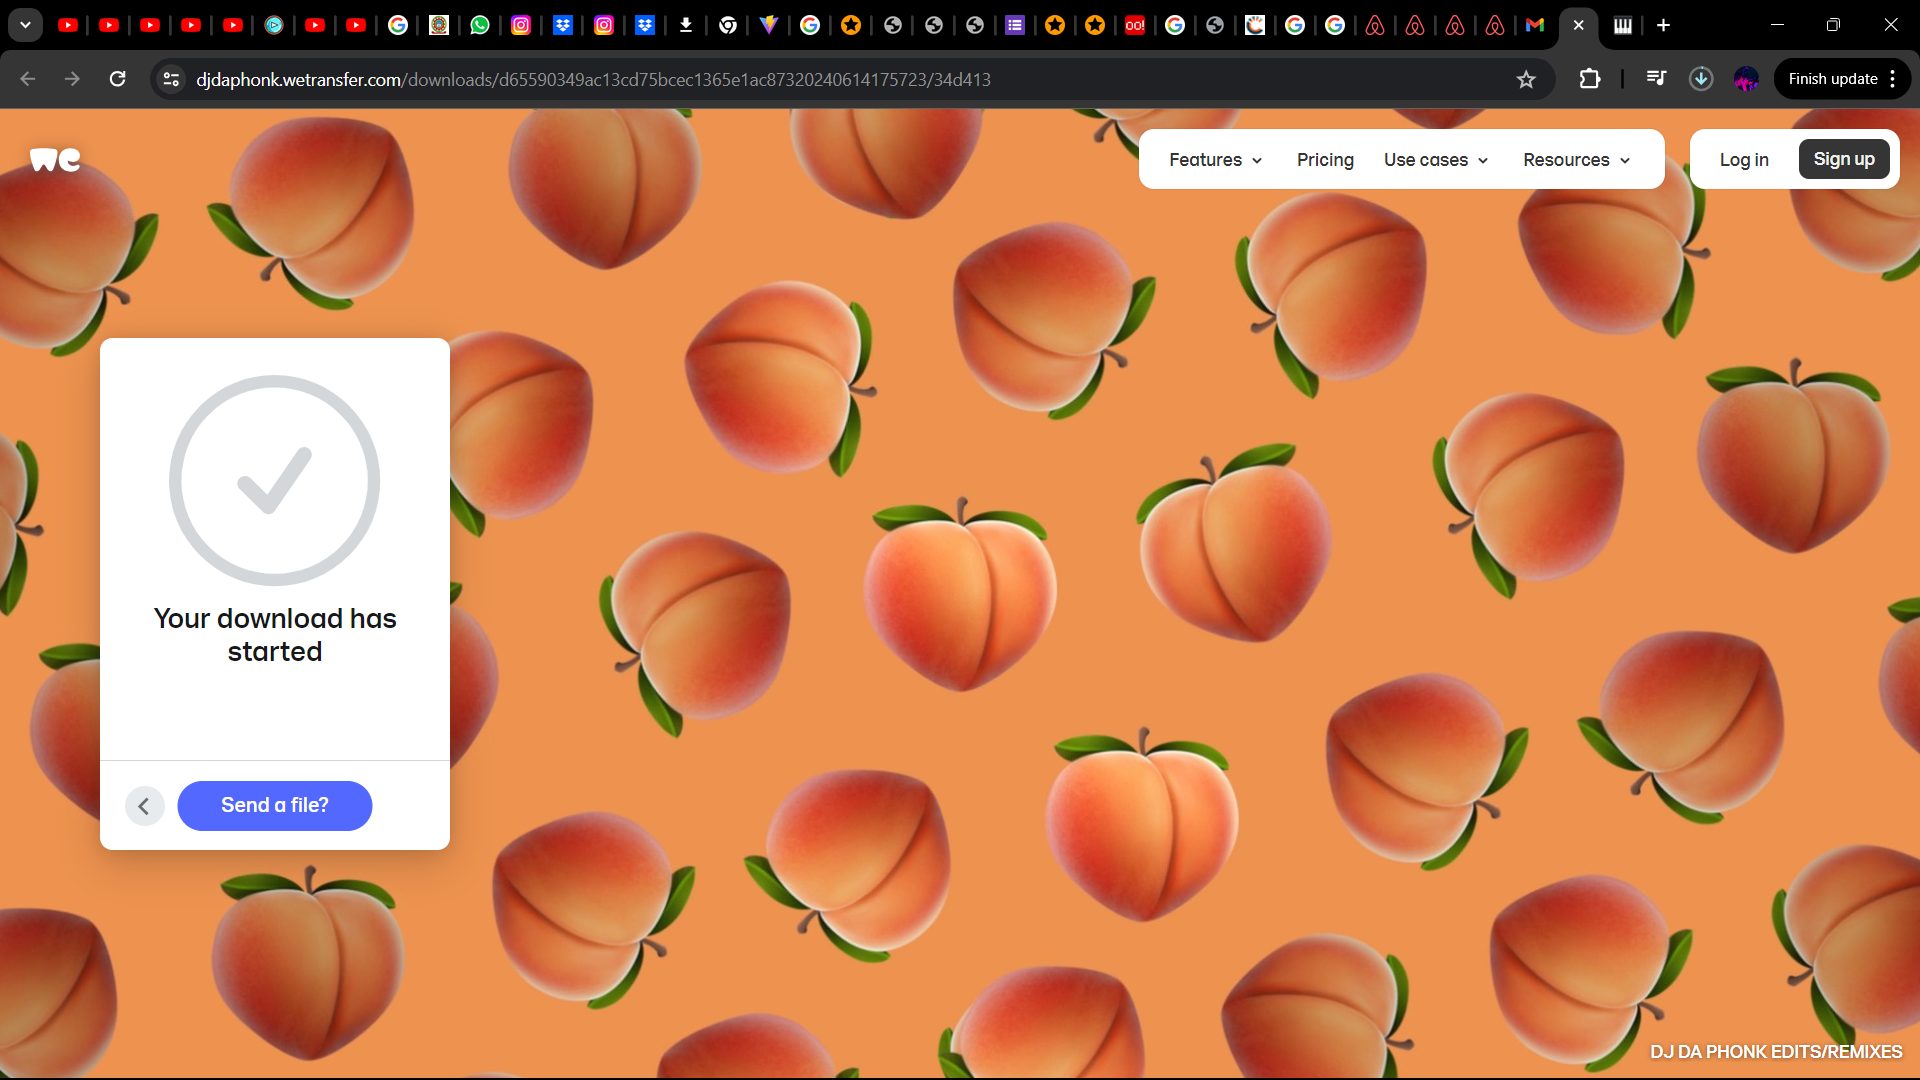 oo!
djdaphonk.wetransfer.com/downloads/d65590349ac13cd75bcec1365e1ac87320240614175723/34d413
Finish update
we
Features
Pricing
Use cases
Resources
Log in
Sign up
Your download has
started
Send a file?
DJ DA PHONK EDITS/REMIXES